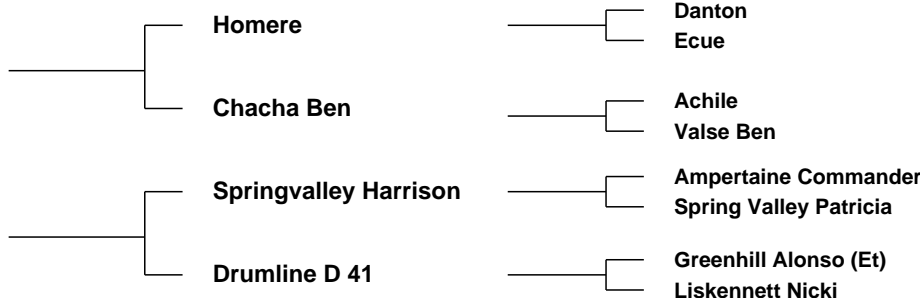 Danton
Homere
Ecue
Achile
Chacha Ben
Valse Ben
Ampertaine Commander
Springvalley Harrison
Spring Valley Patricia
Greenhill Alonso (Et)
Drumline D 41
Liskennett Nicki